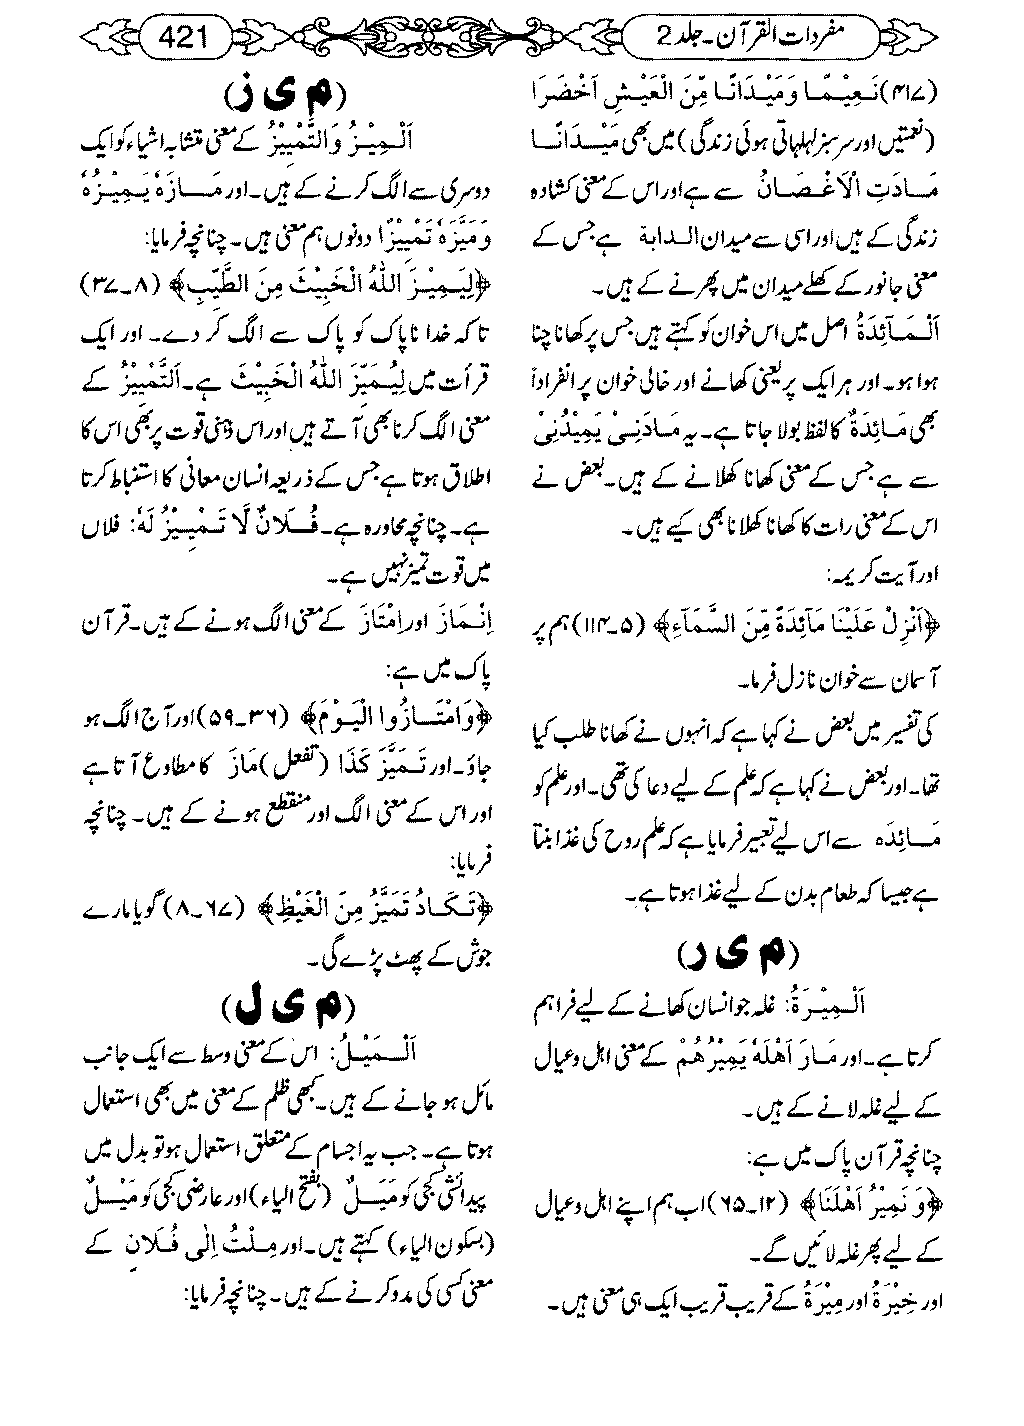 مفردات القرآن۔جلد 2
421
(۴۱۷) نَعِیْمًا وَمَیْدَانًا مِّنَ الْعَیْشِ اَخْضَرَا
(نعمتیں اور سرسبز لہلہاتی ہوئی زندگی) میں بھی مَیْدَانًا
مَادَتِ الْاَغْصَانُ سے ہے اور اس کے معنی کشادہ
زندگی کے ہیں اور اسی سے میدان الدابة ہے جس کے
معنی جانور کے کھلے میدان میں پھرنے کے ہیں۔
اَلْمَآئِدَةُ اصل میں اس خوان کو کہتے ہیں جس پر کھانا چنا
ہوا ہو۔ اور ہر ایک پر یعنی کھانے اور خالی خوان پر انفراداً
بھی مَائِدَةٌ کا لفظ بولا جاتا ہے۔ یہ مَادَنِیْ یَمِیْدُنِیْ
سے ہے جس کے معنی کھانا کھلانے کے ہیں۔ بعض نے
اس کے معنی رات کا کھانا کھلانا بھی کیے ہیں۔
اور آیت کریمہ:
﴿اَنْزِلْ عَلَیْنَا مَآئِدَةً مِّنَ السَّمَآءِ﴾ (۵۔۱۱۴) ہم پر
آسمان سے خوان نازل فرما۔
کی تفسیر میں بعض نے کہا ہے کہ انہوں نے کھانا طلب کیا
تھا۔ اور بعض نے کہا ہے کہ علم کے لیے دعا کی تھی۔ اور علم کو
مَائِدَہ سے اس لیے تعبیر فرمایا ہے کہ علم روح کی غذا بنتا
ہے جیسا کہ طعام بدن کے لیے غذا ہوتا ہے۔
(م ی ر)
اَلْمِیْرَةُ: غلہ جو انسان کھانے کے لیے فراہم
کرتا ہے۔ اور مَارَ اَهْلَهٗ یَمِیْرُهُمْ کے معنی اہل وعیال
کے لیے غلہ لانے کے ہیں۔
چنانچہ قرآن پاک میں ہے:
﴿وَ نَمِیْرُ اَهْلَنَا﴾ (۱۲۔۶۵) اب ہم اپنے اہل وعیال
کے لیے پھر غلہ لائیں گے۔
اور خِیْرَةُ اور مِیْرَةُ کے قریب قریب ایک ہی معنی ہیں۔
(م ی ز)
اَلْمِیْزُ وَالتَّمْیِیْزُ کے معنی متشابہ اشیاء کو ایک
دوسری سے الگ کرنے کے ہیں۔ اور مَازَهٗ یَمِیْزُهٗ
وَمَیَّزَهٗ تَمْیِیْزًا دونوں ہم معنی ہیں۔ چنانچہ فرمایا:
﴿لِیَمِیْزَ اللّٰهُ الْخَبِیْثَ مِنَ الطَّیِّبِ﴾ (۸۔۳۷)
تاکہ خدا ناپاک کو پاک سے الگ کر دے۔ اور ایک
قرأت میں لِیُمَیِّزَ اللّٰهُ الْخَبِیْثَ ہے۔ اَلتَّمْیِیْزُ کے
معنی الگ کرنا بھی آتے ہیں اور اس ذہنی قوت پر بھی اس کا
اطلاق ہوتا ہے جس کے ذریعہ انسان معانی کا استنباط کرتا
ہے۔ چنانچہ محاورہ ہے۔ فُلَانٌ لَّا تَمْیِیْزُ لَهٗ: فلاں
میں قوت تمیز نہیں ہے۔
اِنْمَازَ اور اِمْتَازَ کے معنی الگ ہونے کے ہیں۔ قرآن
پاک میں ہے:
﴿وَامْتَازُوا الْیَوْمَ﴾ (۳۶۔۵۹) اور آج الگ ہو
جاؤ۔ اور تَمَیَّزَ کَذَا (تفعل) مَازَ کا مطاوع آتا ہے
اور اس کے معنی الگ اور منقطع ہونے کے ہیں۔ چنانچہ
فرمایا:
﴿تَکَادُ تَمَیَّزُ مِنَ الْغَیْظِ﴾ (۶۷۔۸) گویا مارے
جوش کے پھٹ پڑے گی۔
(م ی ل)
اَلْمَیْلُ: اس کے معنی وسط سے ایک جانب
مائل ہو جانے کے ہیں۔ کبھی ظلم کے معنی میں بھی استعمال
ہوتا ہے۔ جب یہ اجسام کے متعلق استعمال ہو تو بدل میں
پیدائشی کجی کو مَیَلٌ (بفتح الیاء) اور عارضی کجی کو مَیْلٌ
(بسکون الیاء) کہتے ہیں۔ اور مِلْتُ اِلٰی فُلَانٍ کے
معنی کسی کی مدد کرنے کے ہیں۔ چنانچہ فرمایا: